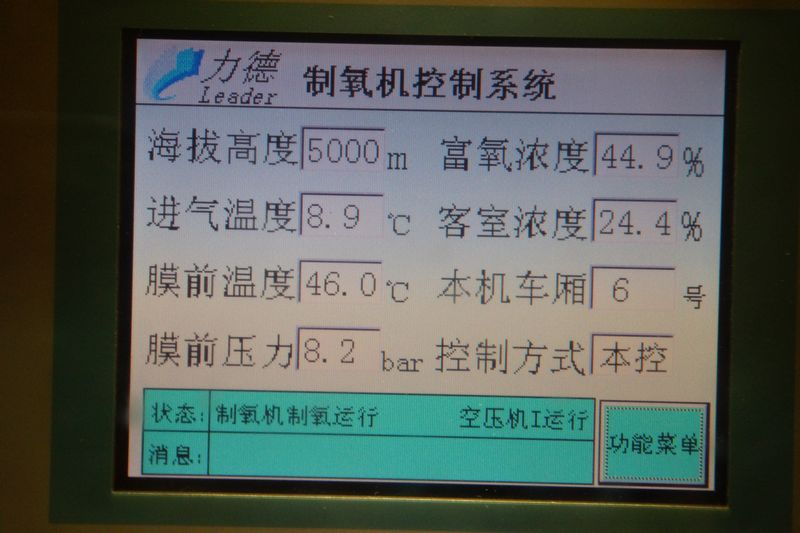 力德 制氧机控制系统
Leader
海拔高度 5000 m 富氧浓度 44.9 %
进气温度 8.9 ℃ 客室浓度 24.4 %
膜前温度 46.0 ℃ 本机车厢 6 号
膜前压力 8.2 bar 控制方式 本控
状态: 制氧机制氧运行 空压机I运行
消息:
功能菜单